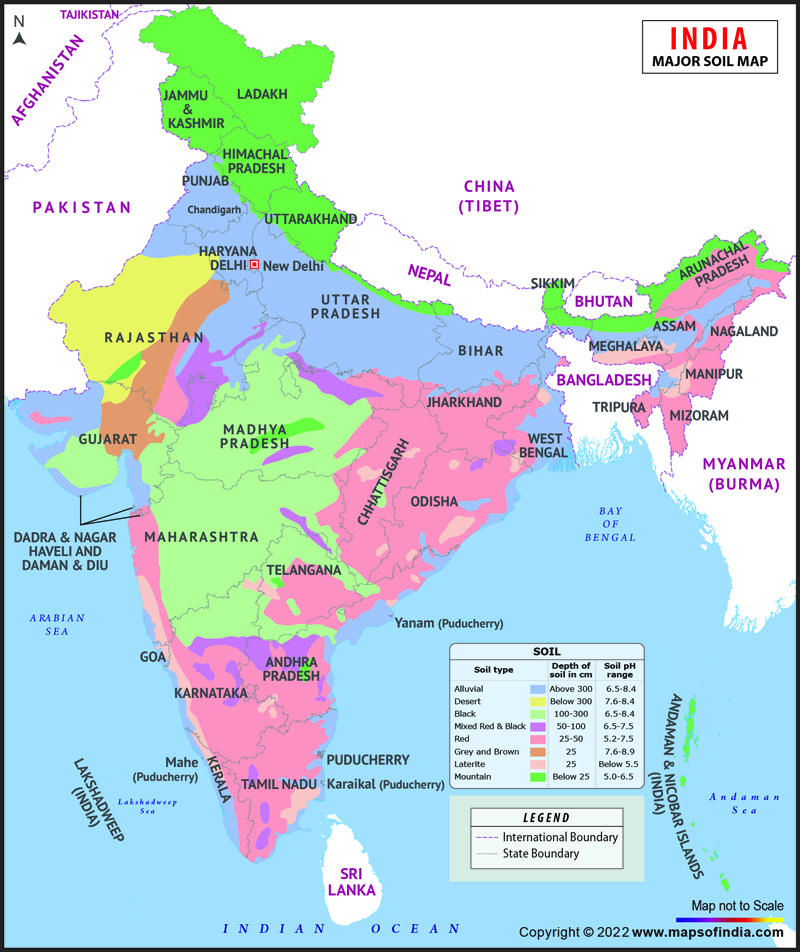 N
TAJIKISTAN
AFGHANISTAN
INDIA
MAJOR SOIL MAP
JAMMU
&
KASHMIR
LADAKH
HIMACHAL
PRADESH
PUNJAB
Chandigarh
UTTARAKHAND
PAKISTAN
CHINA
(TIBET)
HARYANA
DELHI
New Delhi
NEPAL
SIKKIM
BHUTAN
ARUNACHAL
PRADESH
RAJASTHAN
UTTAR
PRADESH
BIHAR
ASSAM
NAGALAND
MEGHALAYA
MANIPUR
BANGLADESH
TRIPURA
MIZORAM
GUJARAT
MADHYA
PRADESH
JHARKHAND
WEST
BENGAL
CHHATTISGARH
ODISHA
MYANMAR
(BURMA)
DADRA & NAGAR
HAVELI AND
DAMAN & DIU
MAHARASHTRA
TELANGANA
BAY
OF
BENGAL
ARABIAN
SEA
Yanam (Puducherry)
GOA
KARNATAKA
ANDHRA
PRADESH
SOIL
Soil type Depth of soil in cm Soil pH range
Alluvial Above 300 6.5-8.4
Desert Below 300 7.6-8.4
Black 100-300 6.5-8.4
Mixed Red & Black 50-100 6.5-7.5
Red 25-50 5.2-7.5
Grey and Brown 25 7.6-8.9
Laterite 25 Below 5.5
Mountain Below 25 5.0-6.5
Mahe
(Puducherry)
KERALA
TAMIL NADU
PUDUCHERRY
Karaikal (Puducherry)
LAKSHADWEEP
(INDIA)
Lakshadweep
Sea
ANDAMAN & NICOBAR ISLANDS
(INDIA)
Andaman
Sea
LEGEND
International Boundary
State Boundary
SRI
LANKA
INDIAN OCEAN
Map not to Scale
Copyright © 2022 www.mapsofindia.com